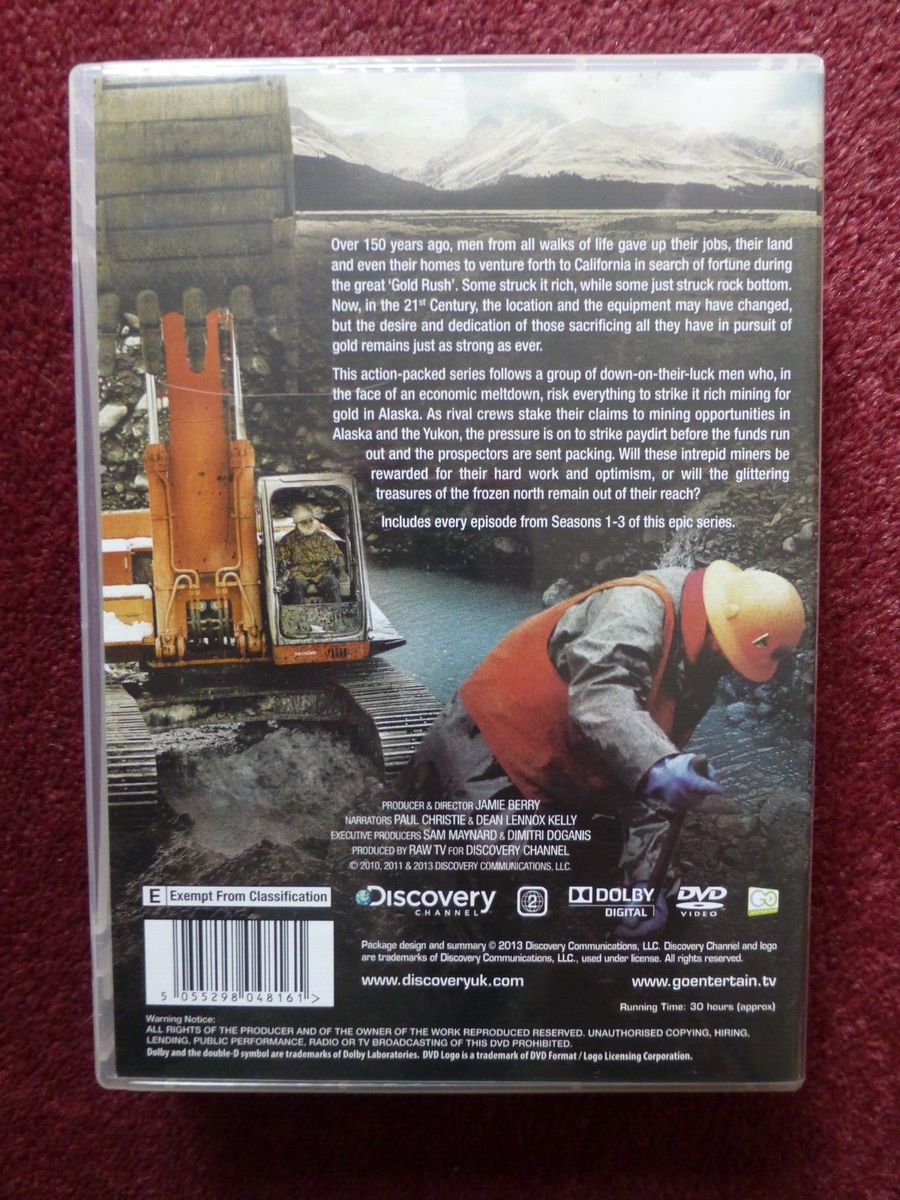 Over 150 years ago, men from all walks of life gave up their jobs, their land
and even their homes to venture forth to California in search of fortune during
the great ‘Gold Rush’. Some struck it rich, while some just struck rock bottom.
Now, in the 21st Century, the location and the equipment may have changed,
but the desire and dedication of those sacrificing all they have in pursuit of
gold remains just as strong as ever.
This action-packed series follows a group of down-on-their-luck men who, in
the face of an economic meltdown, risk everything to strike it rich mining for
gold in Alaska. As rival crews stake their claims to mining opportunities in
Alaska and the Yukon, the pressure is on to strike paydirt before the funds run
out and the prospectors are sent packing. Will these intrepid miners be
rewarded for their hard work and optimism, or will the glittering
treasures of the frozen north remain out of their reach?
Includes every episode from Seasons 1-3 of this epic series.
PRODUCER & DIRECTOR JAMIE BERRY
NARRATORS PAUL CHRISTIE & DEAN LENNOX KELLY
EXECUTIVE PRODUCERS SAM MAYNARD & DIMITRI DOGANIS
PRODUCED BY RAW TV FOR DISCOVERY CHANNEL
© 2010, 2011 & 2013 DISCOVERY COMMUNICATIONS, LLC.
E Exempt From Classification
Discovery
CHANNEL
2
DOLBY
DIGITAL
DVD
VIDEO
GO
Package design and summary © 2013 Discovery Communications, LLC. Discovery Channel and logo
are trademarks of Discovery Communications, LLC., used under license. All rights reserved.
www.discoveryuk.com
www.goentertain.tv
5 055298 048161 >
Running Time: 30 hours (approx)
Warning Notice:
ALL RIGHTS OF THE PRODUCER AND OF THE OWNER OF THE WORK REPRODUCED RESERVED. UNAUTHORISED COPYNG, HIRING,
LENDING, PUBLIC PERFORMANCE, RADIO OR TV BROADCASTING OF THIS DVD PROHIBITED.
Dolby and the double-D symbol are trademarks of Dolby Laboratories. DVD Logo is a trademark of DVD Format / Logo Licensing Corporation.